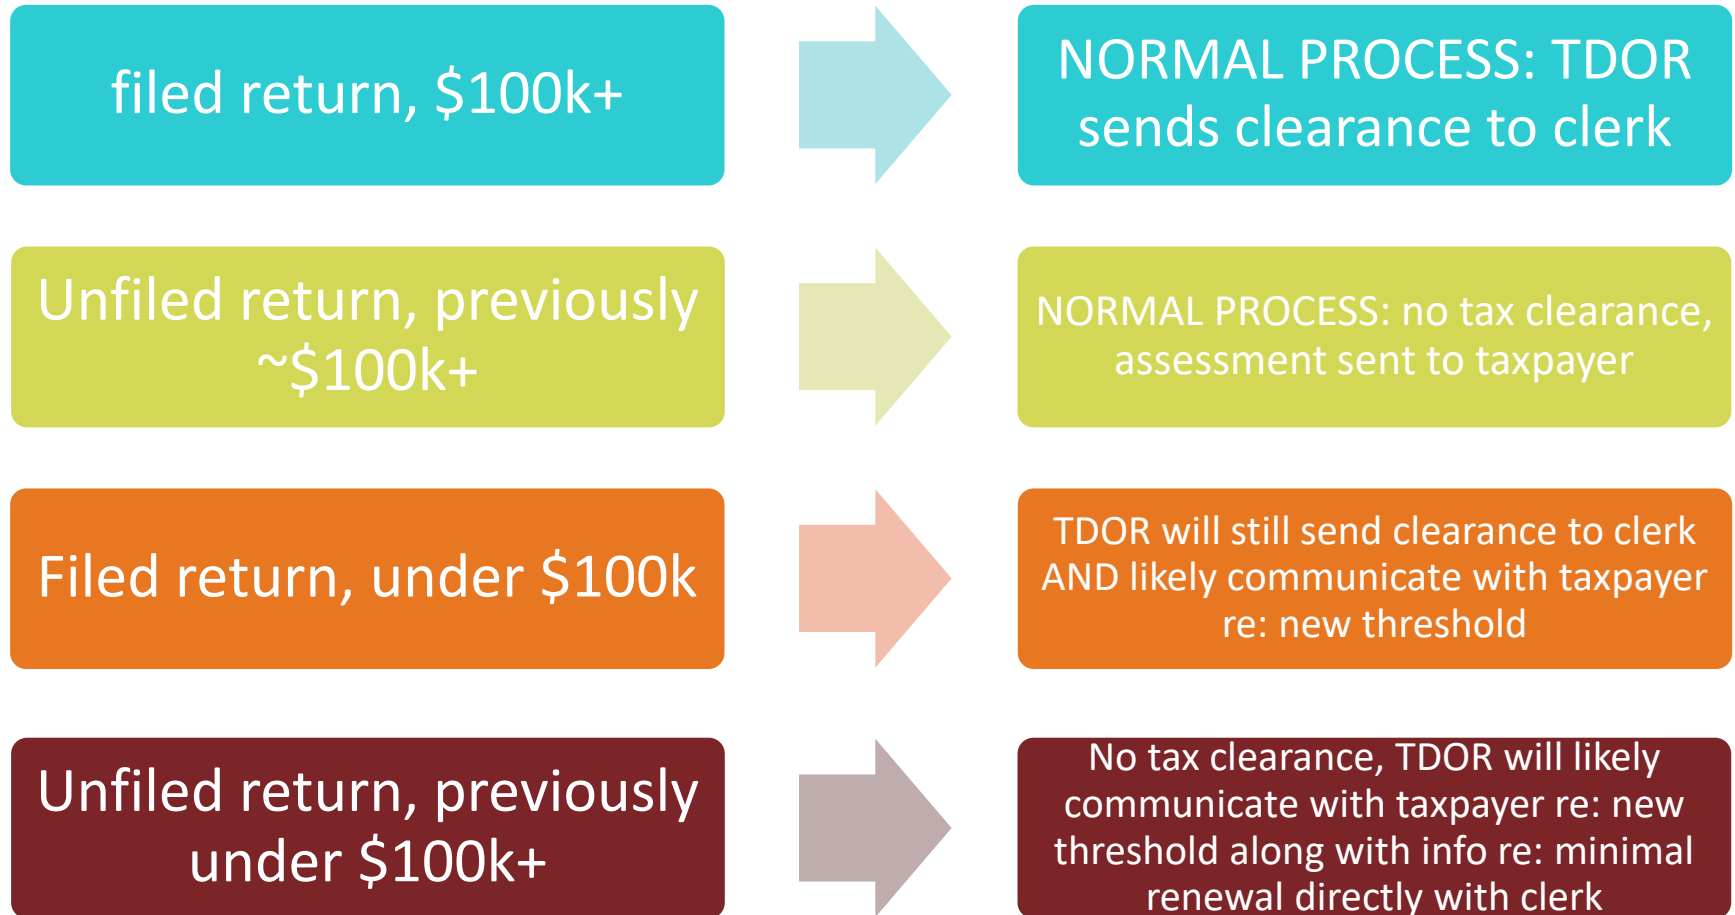 filed return, $100k+
NORMAL PROCESS: TDOR
sends clearance to clerk
Unfiled return, previously
~$100k+
NORMAL PROCESS: no tax clearance,
assessment sent to taxpayer
Filed return, under $100k
TDOR will still send clearance to clerk
AND likely communicate with taxpayer
re: new threshold
Unfiled return, previously
under $100k+
No tax clearance, TDOR will likely
communicate with taxpayer re: new
threshold along with info re: minimal
renewal directly with clerk